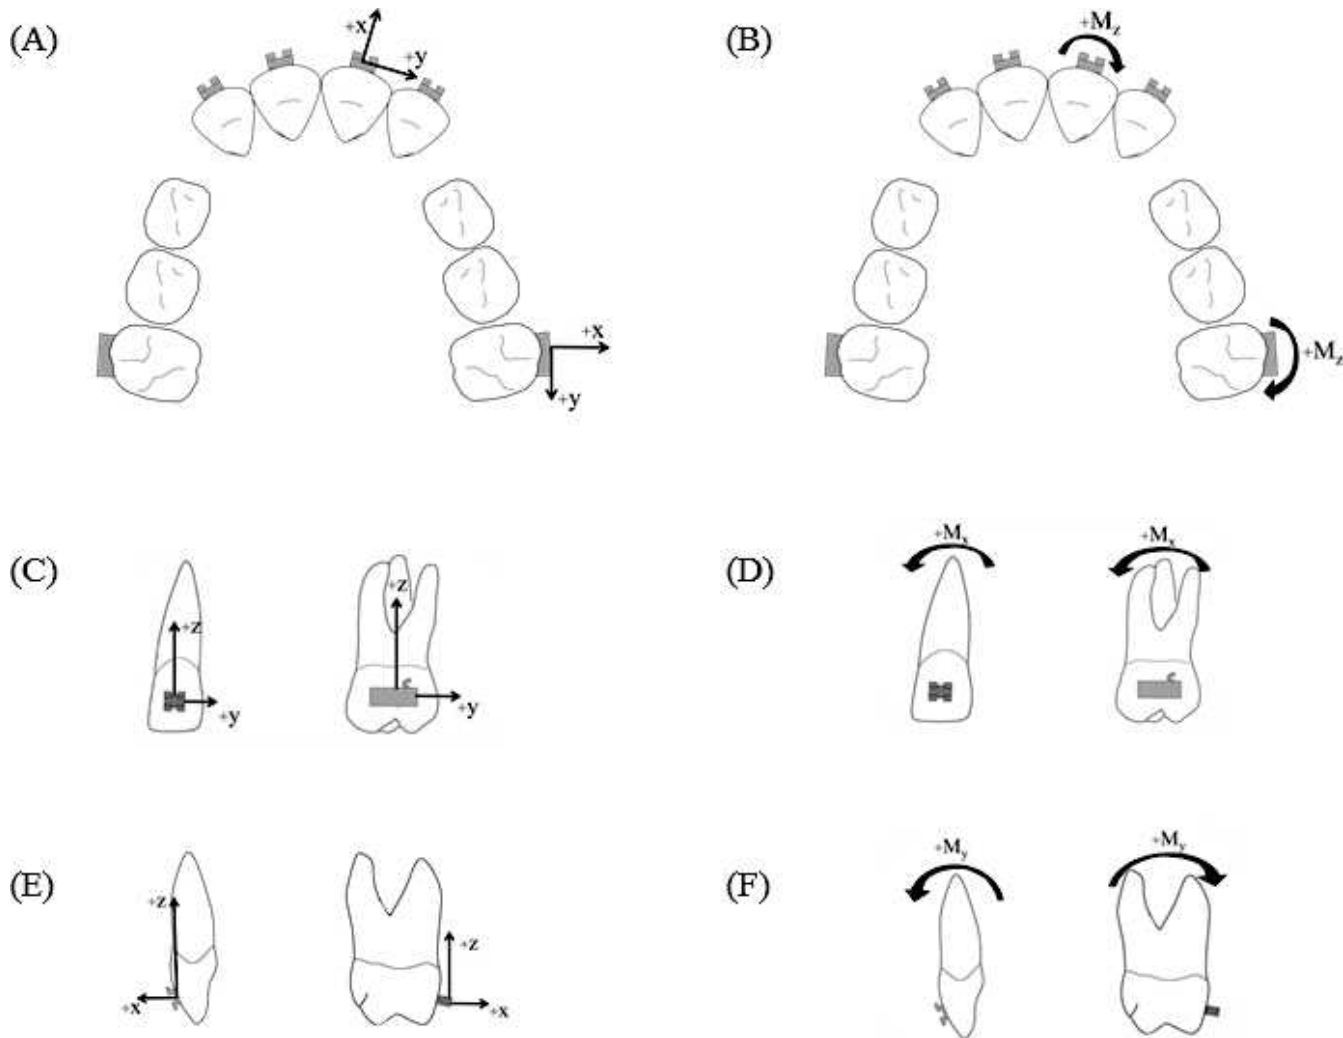 (A)
+x
+y
+x
+y
(B)
+Mz
+Mz
(C)
+z
+y
+z
+y
(D)
+Mx
+Mx
(E)
+z
+x
+z
+x
(F)
+My
+My